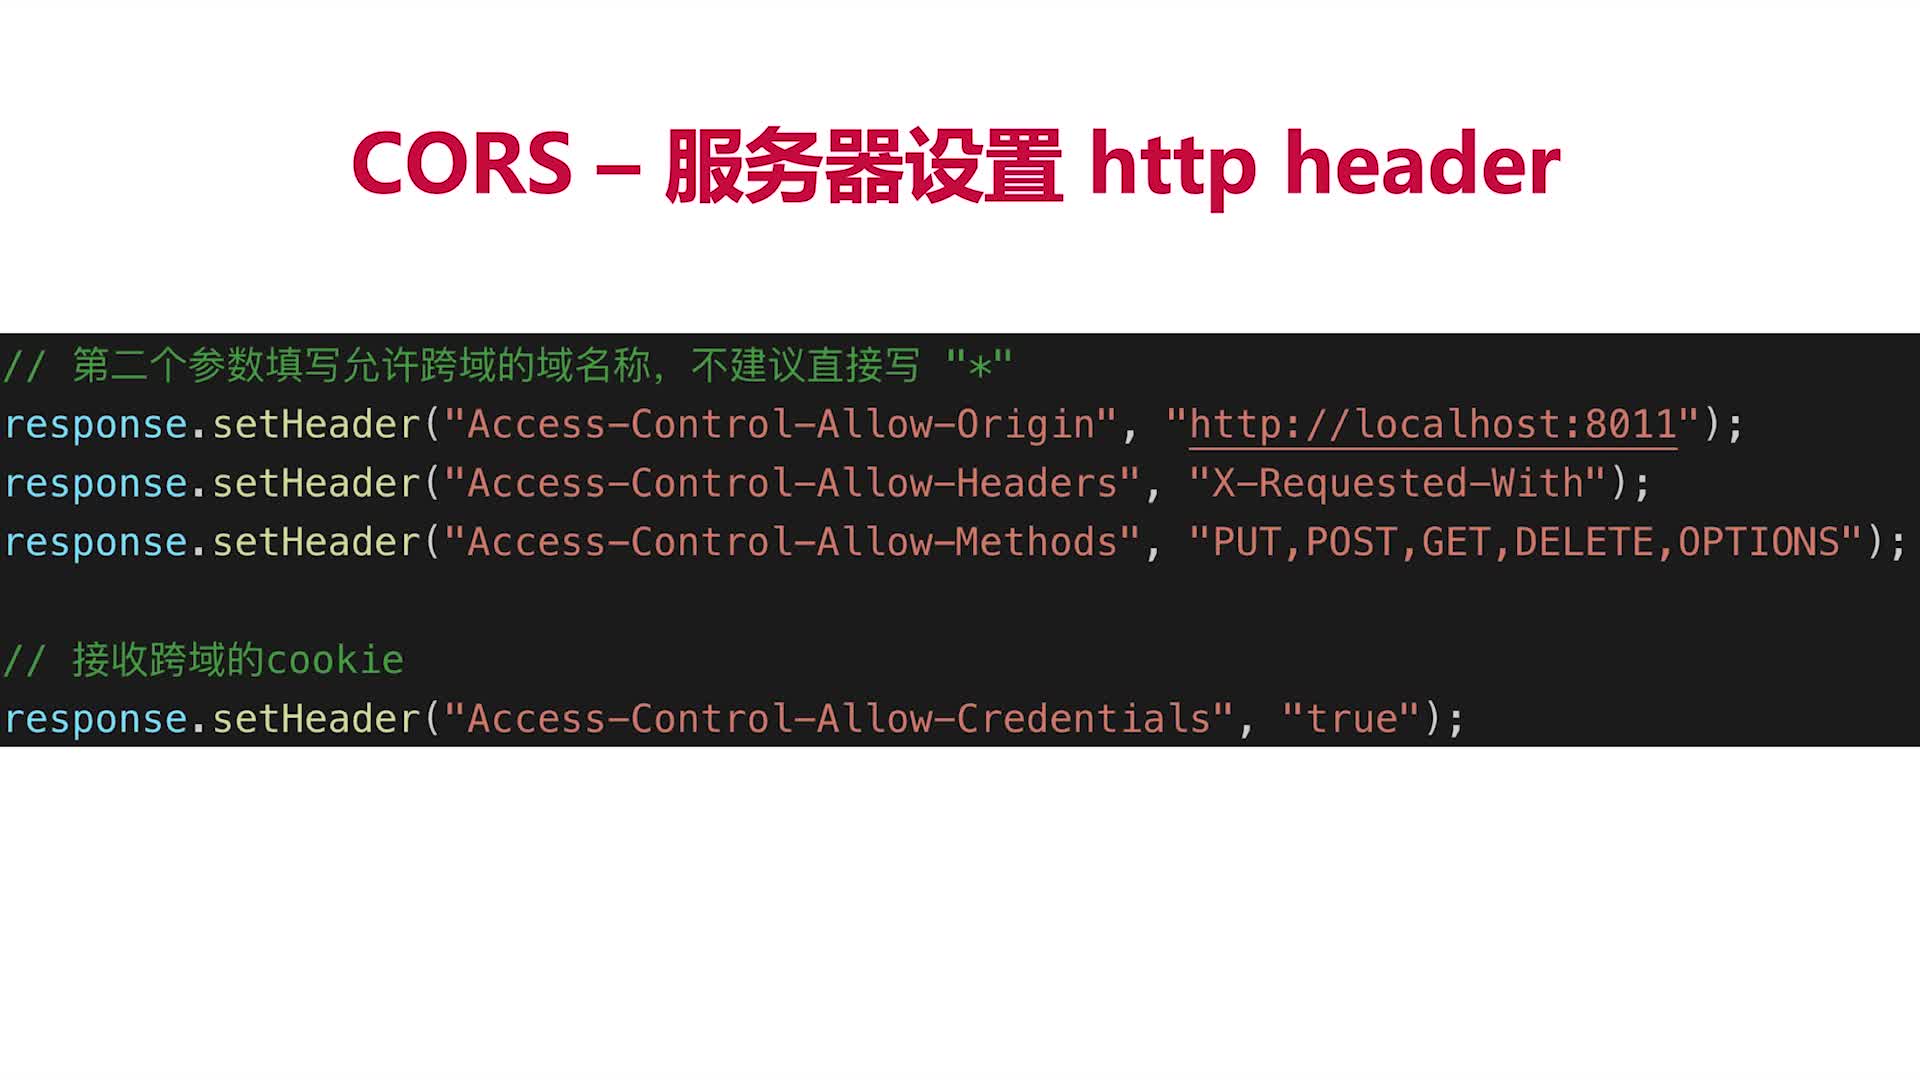 CORS – 服务器设置 http header
// 第二个参数填写允许跨域的域名称，不建议直接写 "*"
response.setHeader("Access-Control-Allow-Origin", "http://localhost:8011");
response.setHeader("Access-Control-Allow-Headers", "X-Requested-With");
response.setHeader("Access-Control-Allow-Methods", "PUT,POST,GET,DELETE,OPTIONS");
// 接收跨域的cookie
response.setHeader("Access-Control-Allow-Credentials", "true");